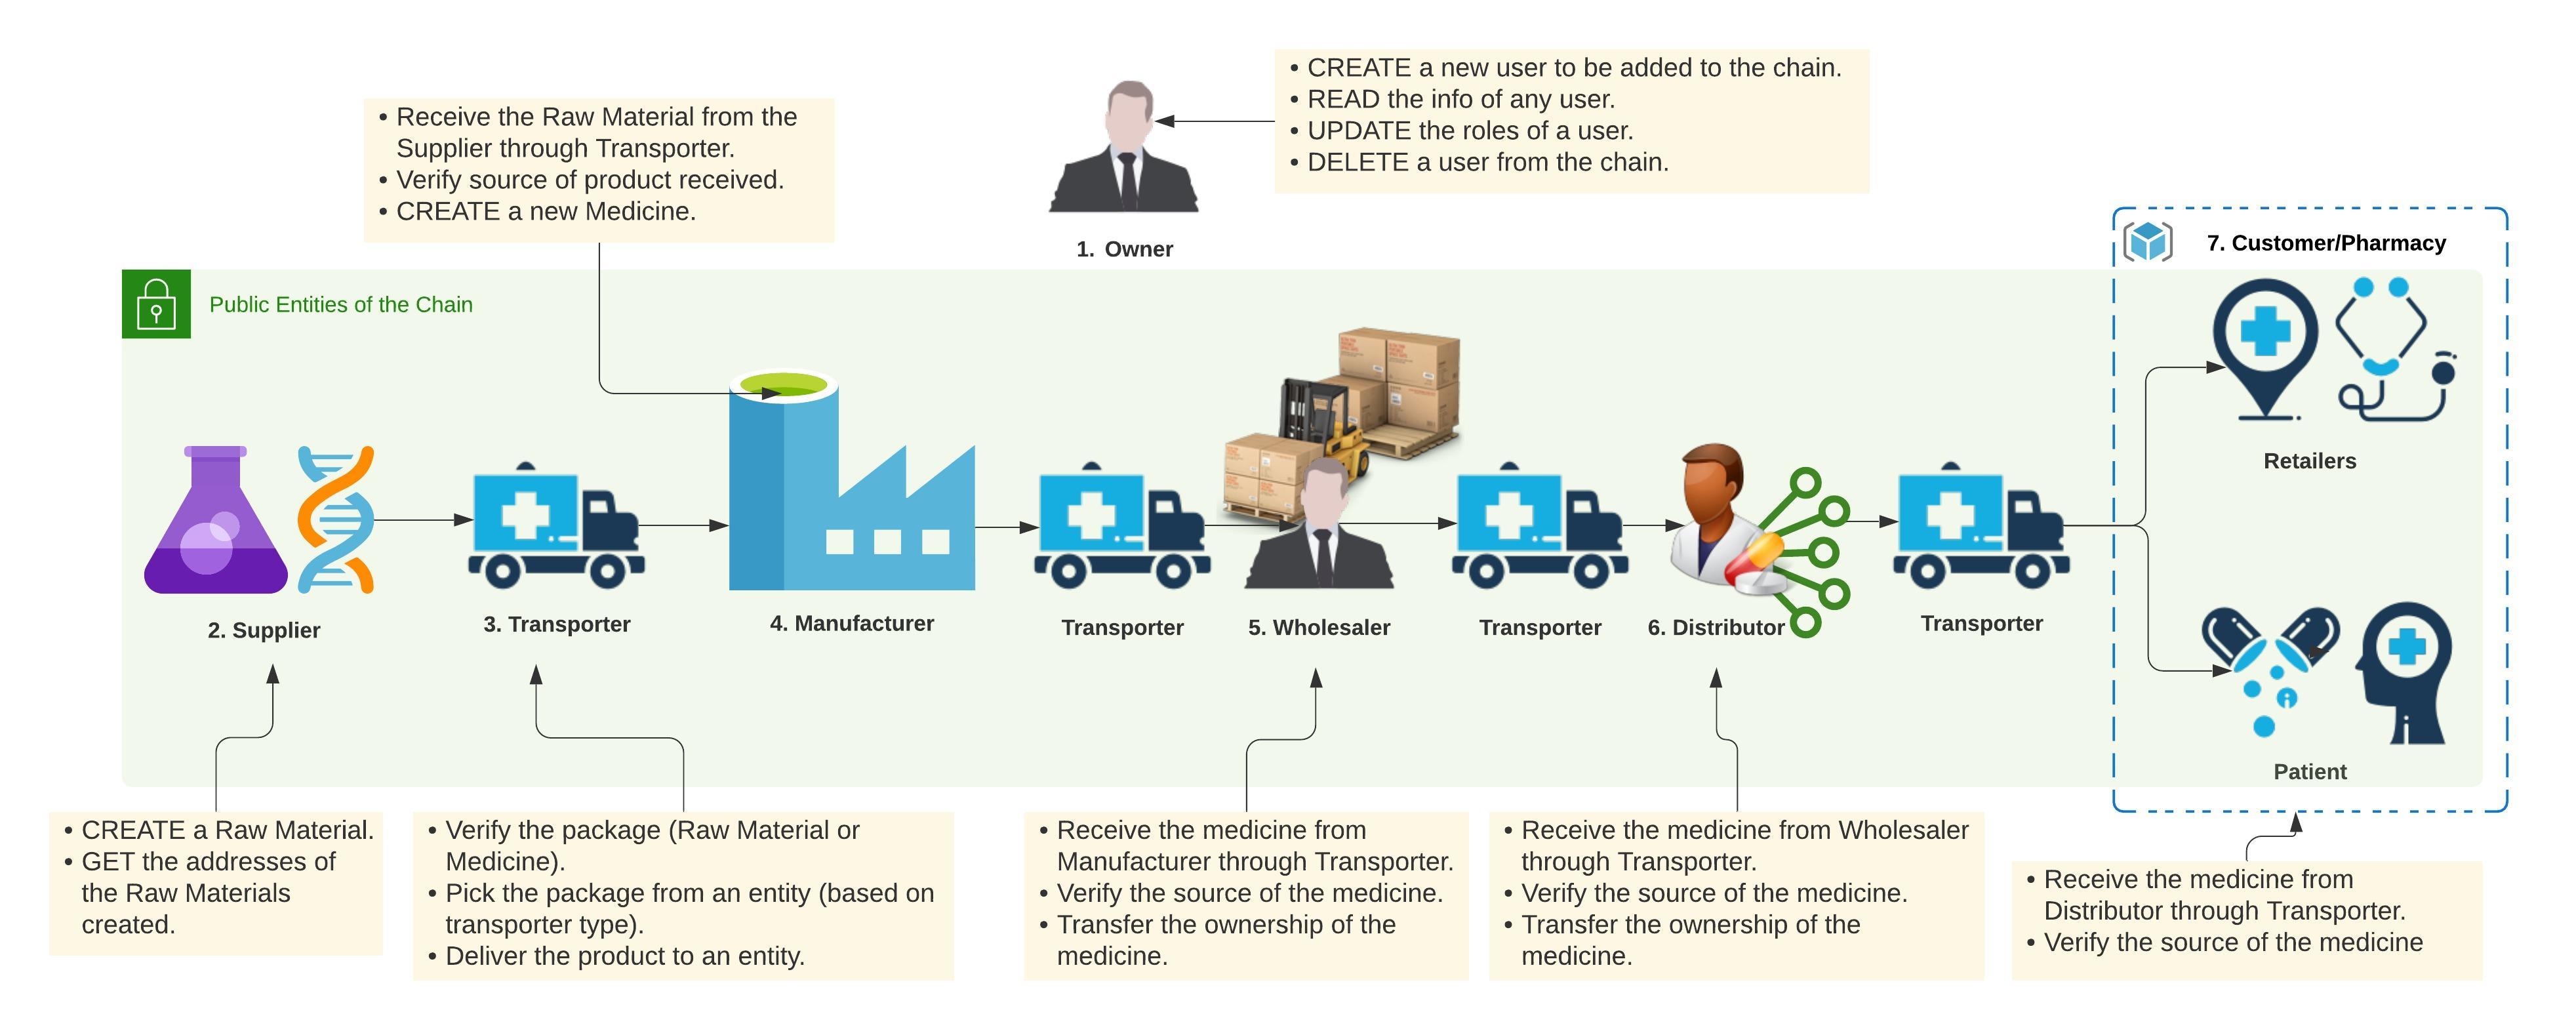 • CREATE a new user to be added to the chain.
• READ the info of any user.
• UPDATE the roles of a user.
• DELETE a user from the chain.
• Receive the Raw Material from the
Supplier through Transporter.
• Verify source of product received.
• CREATE a new Medicine.
1. Owner
7. Customer/Pharmacy
Public Entities of the Chain
Retailers
2. Supplier
3. Transporter
4. Manufacturer
Transporter
5. Wholesaler
Transporter
6. Distributor
Transporter
Patient
• CREATE a Raw Material.
• GET the addresses of
the Raw Materials
created.
• Verify the package (Raw Material or
Medicine).
• Pick the package from an entity (based on
transporter type).
• Deliver the product to an entity.
• Receive the medicine from
Manufacturer through Transporter.
• Verify the source of the medicine.
• Transfer the ownership of the
medicine.
• Receive the medicine from Wholesaler
through Transporter.
• Verify the source of the medicine.
• Transfer the ownership of the
medicine.
• Receive the medicine from
Distributor through Transporter.
• Verify the source of the medicine